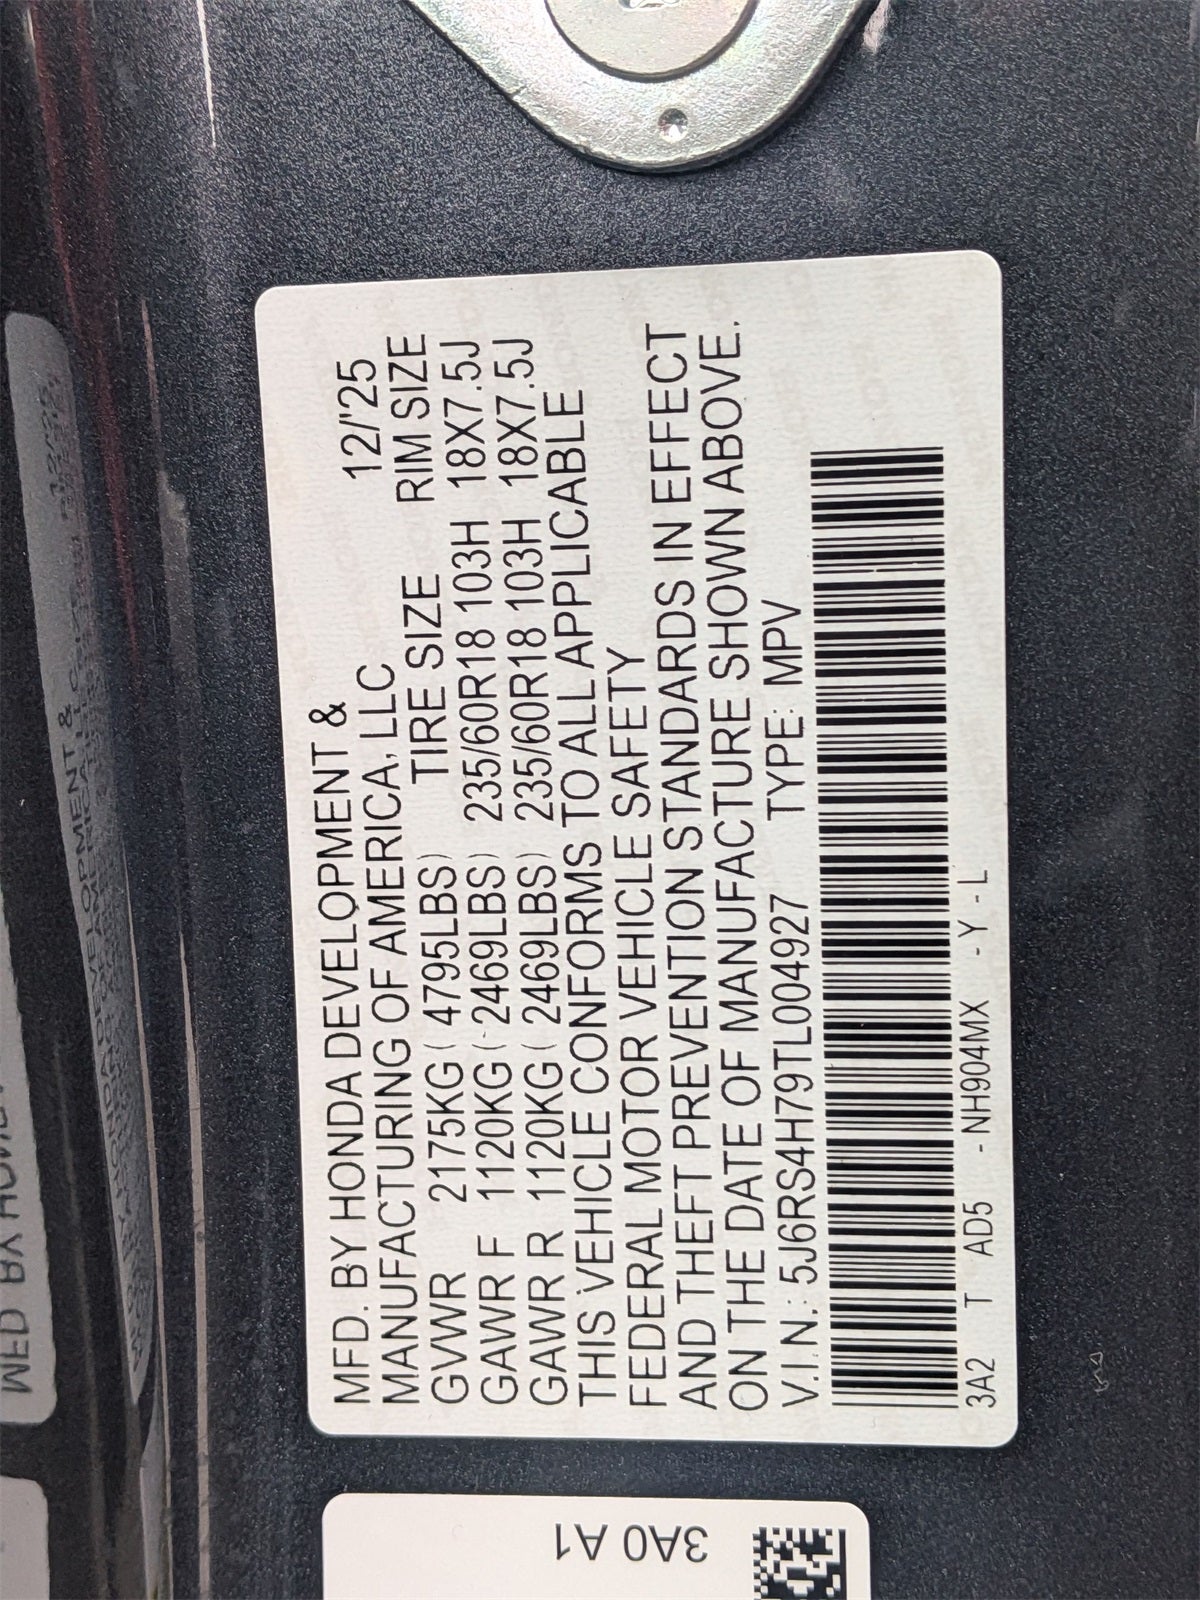 MFD. BY HONDA DEVELOPMENT &
MANUFACTURING OF AMERICA, LLC 12/'25
TIRE SIZE RIM SIZE
GVWR 2175KG ( 4795LBS) 
GAWR F 1120KG ( 2469LBS) 235/60R18 103H 18X7.5J
GAWR R 1120KG ( 2469LBS) 235/60R18 103H 18X7.5J
THIS VEHICLE CONFORMS TO ALL APPLICABLE
FEDERAL MOTOR VEHICLE SAFETY
AND THEFT PREVENTION STANDARDS IN EFFECT
ON THE DATE OF MANUFACTURE SHOWN ABOVE.
V.I.N.: 5J6RS4H79TL004927 TYPE: MPV
3A2 T AD5 - NH904MX - Y - L
3A0 A1